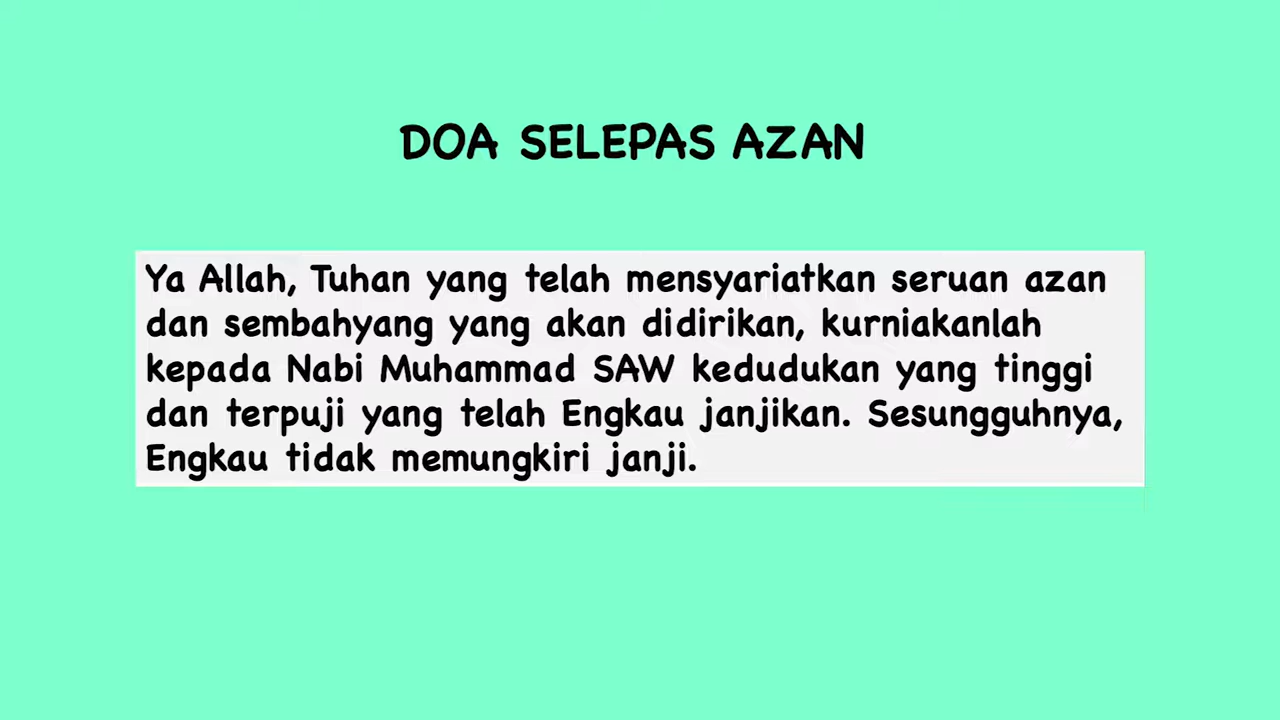 DOA SELEPAS AZAN
Ya Allah, Tuhan yang telah mensyariatkan seruan azan
dan sembahyang yang akan didirikan, kurniakanlah
kepada Nabi Muhammad SAW kedudukan yang tinggi
dan terpuji yang telah Engkau janjikan. Sesungguhnya,
Engkau tidak memungkiri janji.